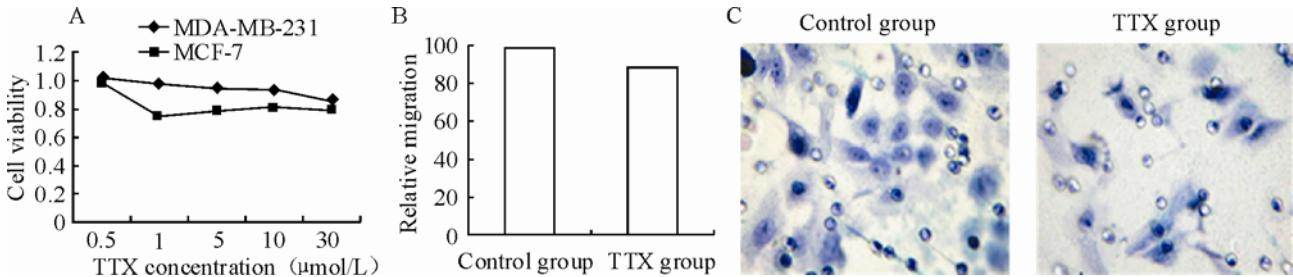 A
MDA-MB-231
MCF-7
Cell viability
1.2
1.0
0.8
0.6
0.4
0.2
0
0.5 1 5 10 30
TTX concentration（μmol/L）
B
Relative migration
100
80
60
40
20
0
Control group TTX group
C
Control group TTX group